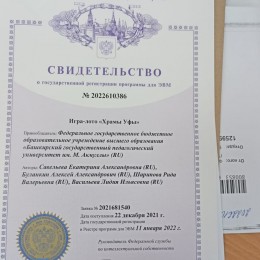 СВИДЕТЕЛЬСТВО
о государственной регистрации программы для ЭВМ
№ 2022610386
Игра-лото «Храмы Уфы»
Правообладатель: Федеральное государственное бюджетное
образовательное учреждение высшего образования
«Башкирский государственный педагогический
университет им. М. Акмуллы» (RU)
Авторы: Савельева Екатерина Александровна (RU),
Алексей Александрович (RU), Шарипова Рида
Валерьевна (RU), Васильева Лидия Ильясовна (RU)
Заявка № 2021681540
Дата поступления 22 декабря 2021 г.
Дата государственной регистрации
в Реестре программ для ЭВМ 11 января 2022 г.
Руководитель Федеральной службы
по интеллектуальной собственности